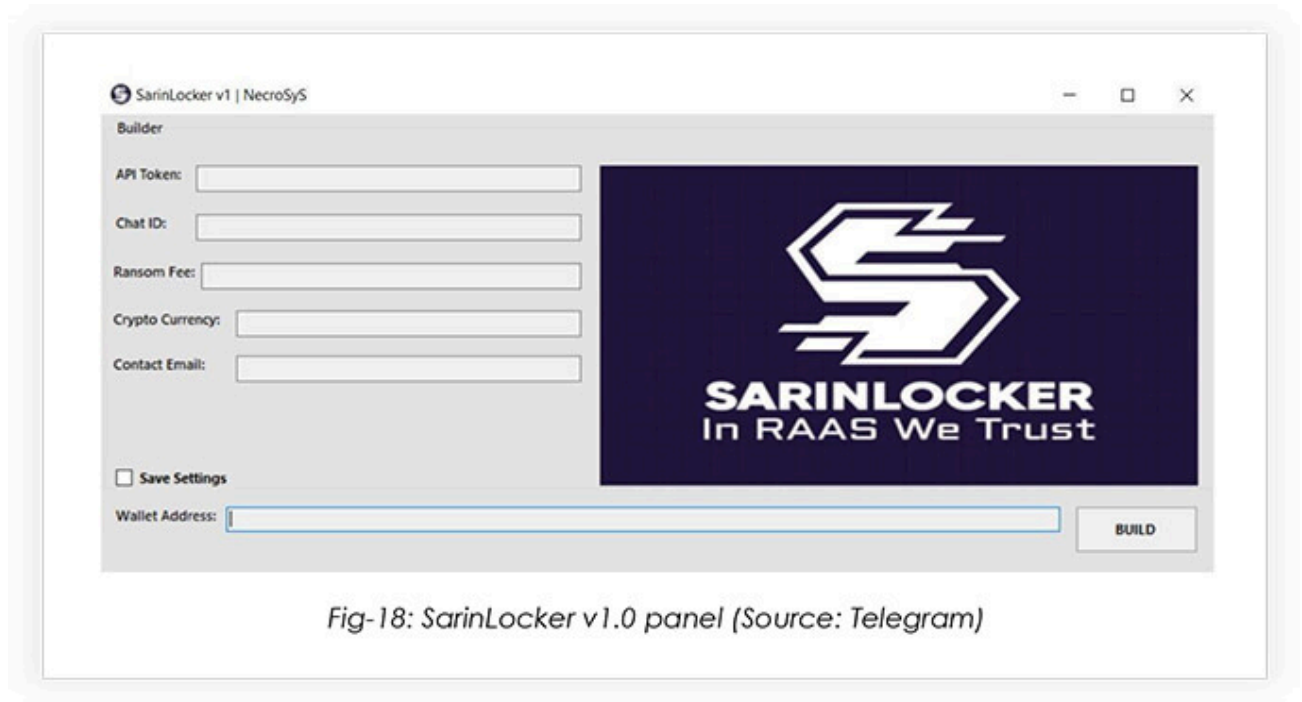 SarinLocker v1 | NecroSyS
Builder
API Token:
Chat ID:
Ransom Fee:
Crypto Currency:
Contact Email:
SARINLOCKER
In RAAS We Trust
Save Settings
Wallet Address:
BUILD
Fig-18: SarinLocker v1.0 panel (Source: Telegram)